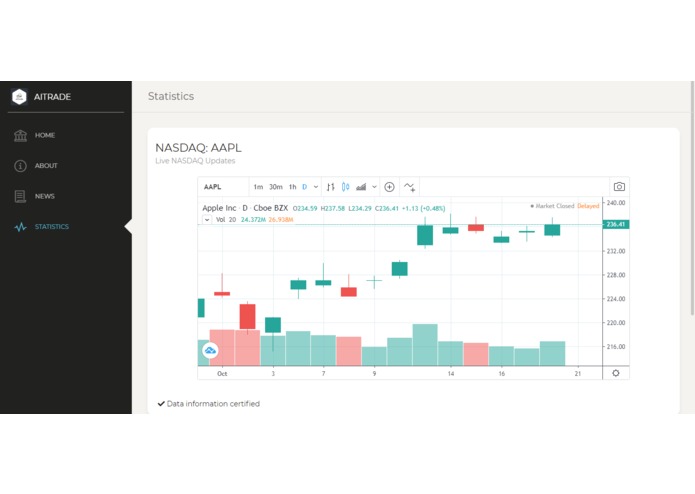 AITRADE
HOME
ABOUT
NEWS
STATISTICS
Statistics
NASDAQ: AAPL
Live NASDAQ Updates
AAPL 1m 30m 1h D
Apple Inc · D · Cboe BZX O234.59 H237.58 L234.29 C236.41 +1.13 (+0.48%)
Market Closed Delayed
Vol 20 24.372M 26.938M
240.00
236.41
232.00
228.00
224.00
220.00
216.00
Oct 3 7 9 14 16 21
Data information certified